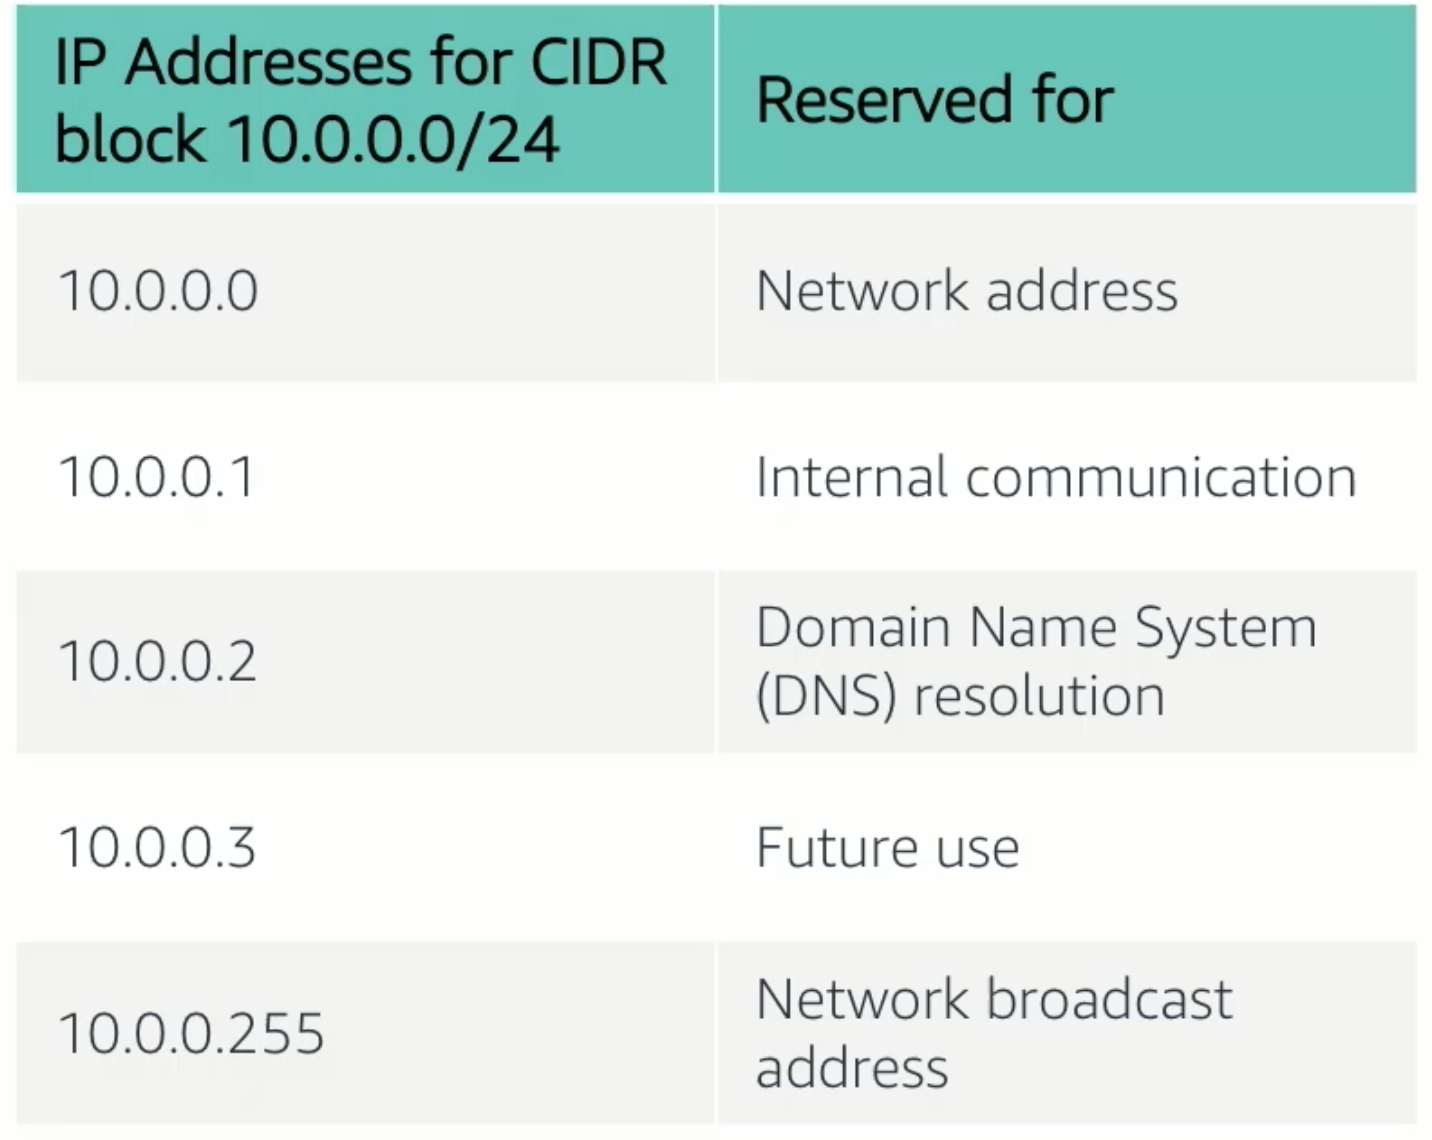 IP Addresses for CIDR
block 10.0.0.0/24
Reserved for
10.0.0.0
Network address
10.0.0.1
Internal communication
10.0.0.2
Domain Name System
(DNS) resolution
10.0.0.3
Future use
10.0.0.255
Network broadcast
address